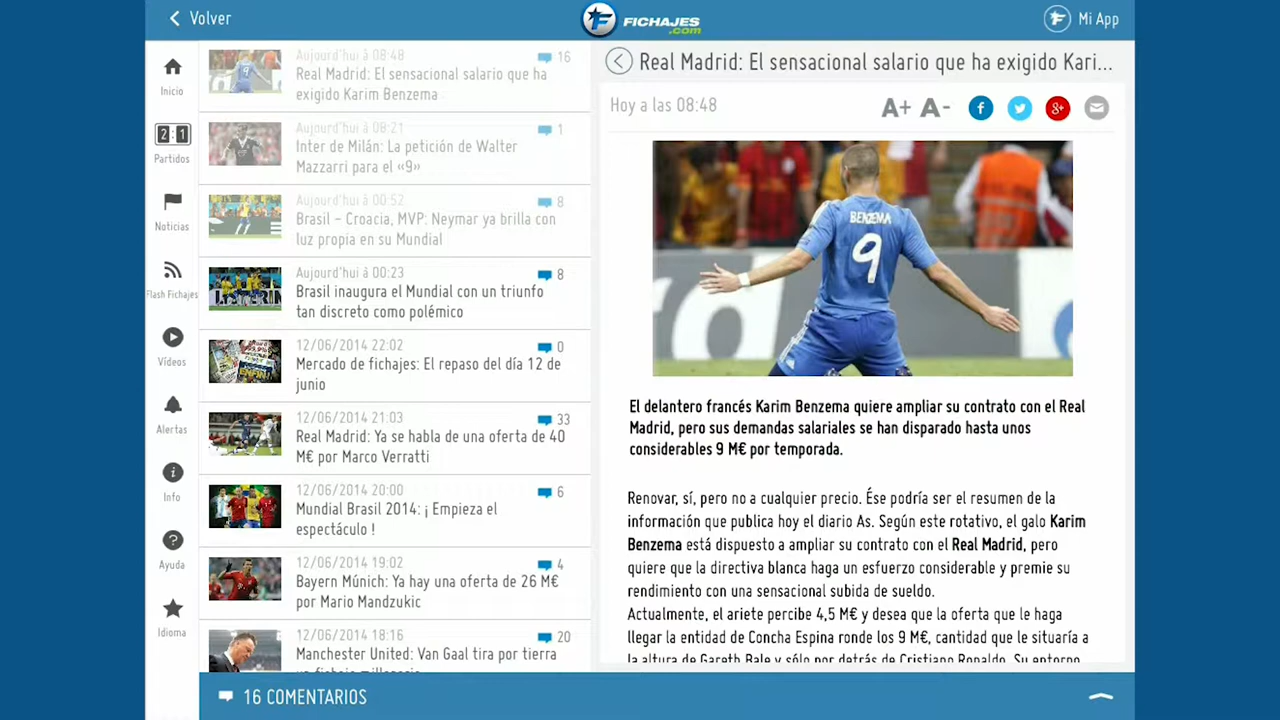 Volver
FICHAJES
.com
Mi App
Inicio
2:1
Partidos
Noticias
Flash Fichajes
Vídeos
Alertas
Info
Ayuda
Idioma
Aujourd'hui à 08:48
16
Real Madrid: El sensacional salario que ha
exigido Karim Benzema
Aujourd'hui à 08:21
1
Inter de Milán: La petición de Walter
Mazzarri para el «9»
Aujourd'hui à 00:52
8
Brasil - Croacia, MVP: Neymar ya brilla con
luz propia en su Mundial
Aujourd'hui à 00:23
8
Brasil inaugura el Mundial con un triunfo
tan discreto como polémico
12/06/2014 22:02
0
Mercado de fichajes: El repaso del día 12 de
junio
12/06/2014 21:03
33
Real Madrid: Ya se habla de una oferta de 40
M€ por Marco Verratti
12/06/2014 20:00
6
Mundial Brasil 2014: ¡ Empieza el
espectáculo !
12/06/2014 19:02
4
Bayern Múnich: Ya hay una oferta de 26 M€
por Mario Mandzukic
12/06/2014 18:16
20
Manchester United: Van Gaal tira por tierra
Real Madrid: El sensacional salario que ha exigido Kari...
Hoy a las 08:48
A+ A-
BENZEMA
9
El delantero francés Karim Benzema quiere ampliar su contrato con el Real
Madrid, pero sus demandas salariales se han disparado hasta unos
considerables 9 M€ por temporada.
Renovar, sí, pero no a cualquier precio. Ése podría ser el resumen de la
información que publica hoy el diario As. Según este rotativo, el galo Karim
Benzema está dispuesto a ampliar su contrato con el Real Madrid, pero
quiere que la directiva blanca haga un esfuerzo considerable y premie su
rendimiento con una sensacional subida de sueldo.
Actualmente, el ariete percibe 4,5 M€ y desea que la oferta que le haga
llegar la entidad de Concha Espina ronde los 9 M€, cantidad que le situaría a
la altura de Gareth Bale y sólo por detrás de Cristiano Ronaldo. Su entorno
16 COMENTARIOS